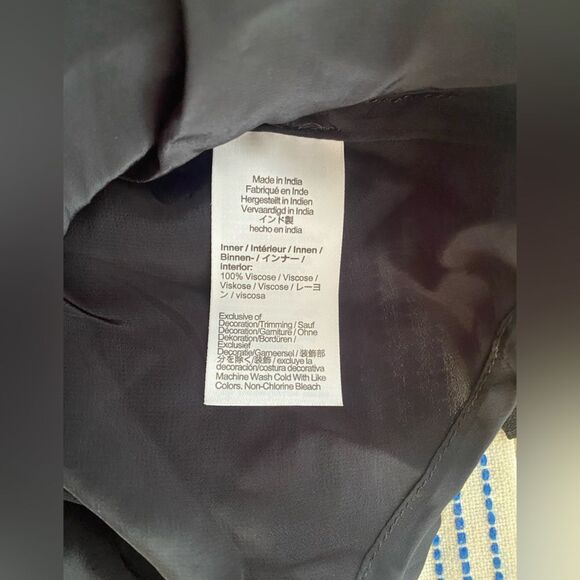 Made in India
Fabriqué en Inde
Hergesteilt in Indien
Vervaardigd in India
インド製
hecho en india
Inner / Intérieur / Innen /
Binnen- / インナー /
Interior:
100% Viscose / Viscose /
Viskose / Viscose / レーヨ
ン / viscosa
Exclusive of
Decoration/Trimming / Sauf
Décoration/Garniture / Ohne
Dekoration/Bordüren /
Exclusief
Decoratie/Garneersel / 装飾部
分を除く/装飾 / excluye la
decoración/costura decorativa
Machine Wash Cold With Like
Colors. Non-Chlorine Bleach